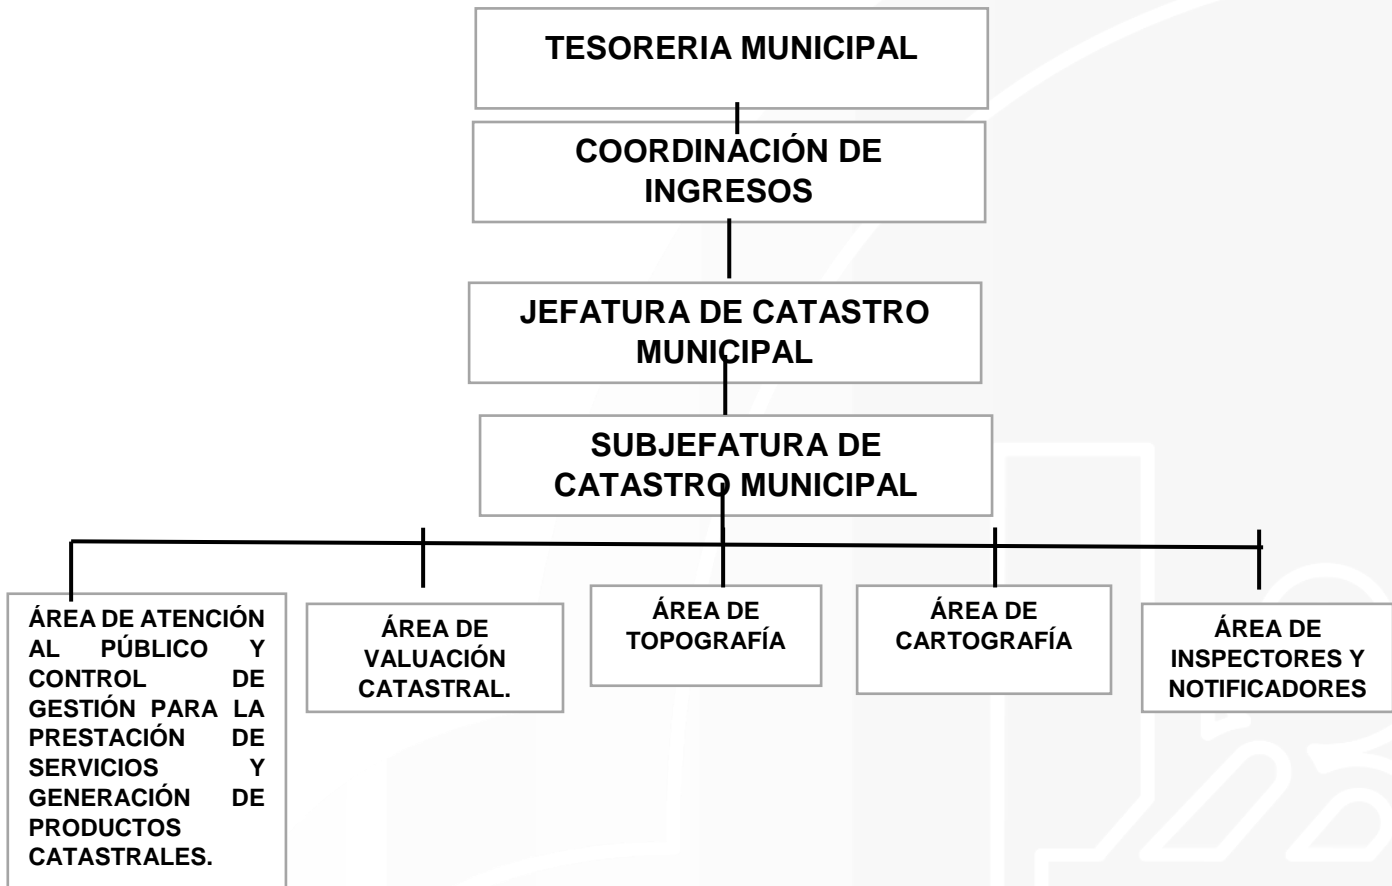 TESORERIA MUNICIPAL
COORDINACIÓN DE
INGRESOS
JEFATURA DE CATASTRO
MUNICIPAL
SUBJEFATURA DE
CATASTRO MUNICIPAL
ÁREA DE ATENCIÓN
AL PÚBLICO Y
CONTROL DE
GESTIÓN PARA LA
PRESTACIÓN DE
SERVICIOS Y
GENERACIÓN DE
PRODUCTOS
CATASTRALES.
ÁREA DE
VALUACIÓN
CATASTRAL.
ÁREA DE
TOPOGRAFÍA
ÁREA DE
CARTOGRAFÍA
ÁREA DE
INSPECTORES Y
NOTIFICADORES